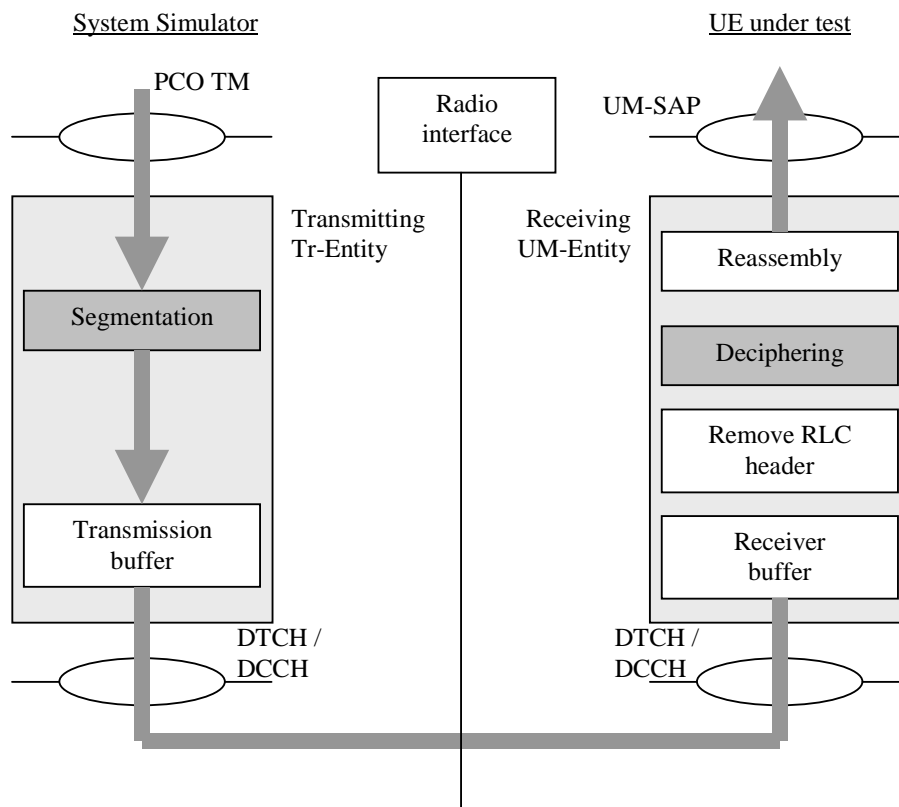 System Simulator
UE under test
PCO TM
UM-SAP
Radio
interface
Transmitting
Tr-Entity
Receiving
UM-Entity
Segmentation
Transmission
buffer
Reassembly
Deciphering
Remove RLC
header
Receiver
buffer
DTCH /
DCCH
DTCH /
DCCH